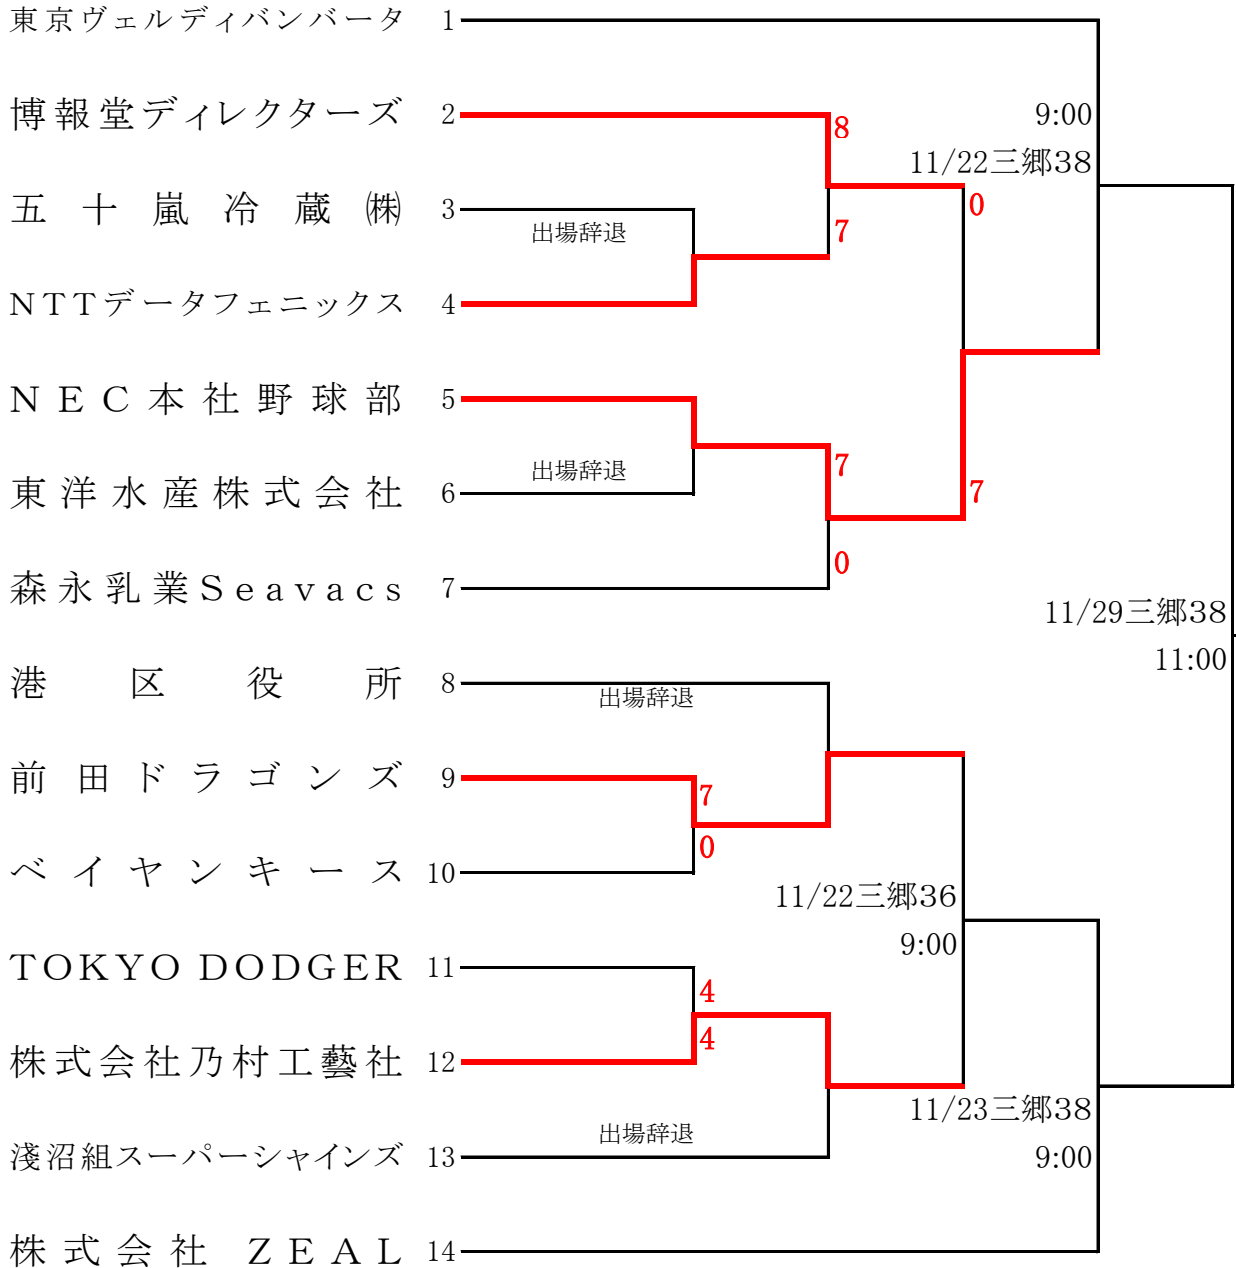 東京ヴェルディバンバータ 1
博報堂ディレクターズ 2
8
9:00
11/22三郷38
五十嵐冷蔵㈱ 3
出場辞退
7
0
NTTデータフェニックス 4
NEC本社野球部 5
出場辞退
7
7
東洋水産株式会社 6
0
森永乳業Seavacs 7
11/29三郷38
11:00
港区役所 8
出場辞退
前田ドラゴンズ 9
7
0
ベイヤンキース 10
11/22三郷36
9:00
TOKYO DODGER 11
4
4
株式会社乃村工藝社 12
11/23三郷38
出場辞退
淺沼組スーパーシャインズ 13
9:00
株式会社 ZEAL 14